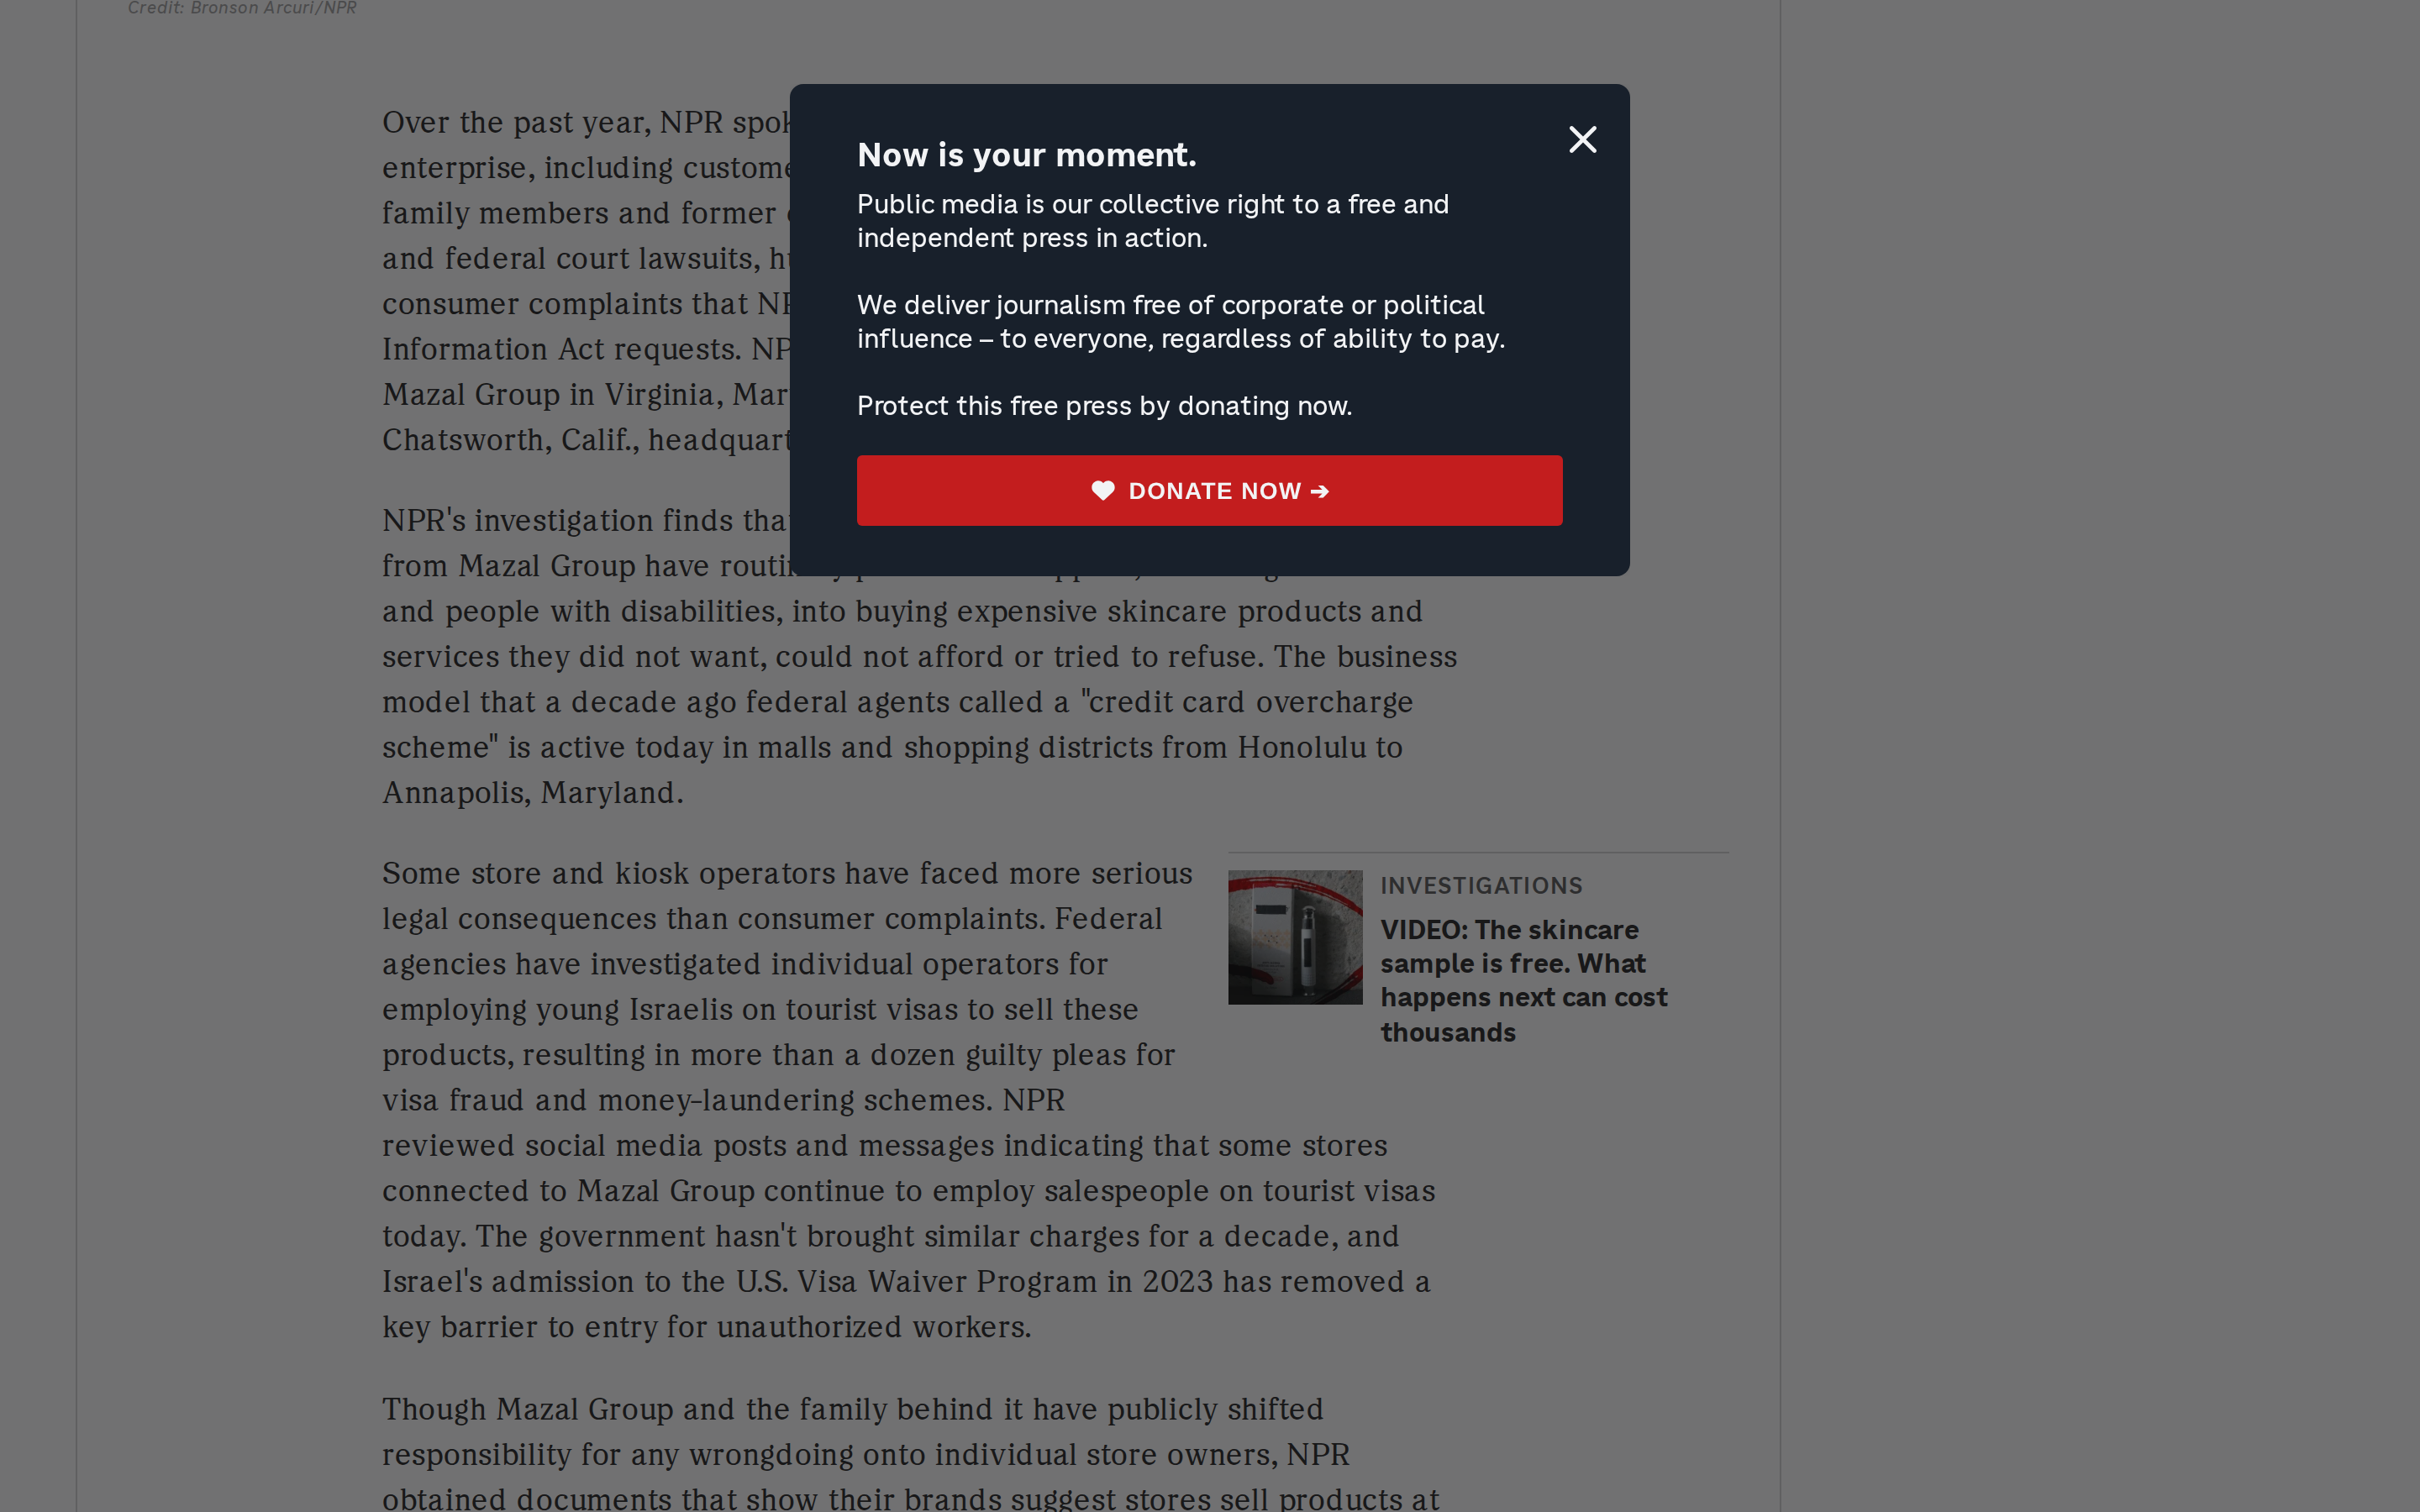 Credit: Bronson Arcuri/NPR
Over the past year, NPR
enterprise, including
family members and former
and federal court lawsuits,
consumer complaints that
Information Act requests.
Mazal Group in Virginia,
Chatsworth, Calif.,
NPR's investigation finds
from Mazal Group have
and people with disabilities, into buying expensive skincare products and
services they did not want, could not afford or tried to refuse. The business
model that a decade ago federal agents called a "credit card overcharge
scheme" is active today in malls and shopping districts from Honolulu to
Annapolis, Maryland.
Now is your moment.
Public media is our collective right to a free and
independent press in action.
We deliver journalism free of corporate or political
influence – to everyone, regardless of ability to pay.
Protect this free press by donating now.
DONATE NOW ➔
Some store and kiosk operators have faced more serious
legal consequences than consumer complaints. Federal
agencies have investigated individual operators for
employing young Israelis on tourist visas to sell these
products, resulting in more than a dozen guilty pleas for
visa fraud and money-laundering schemes. NPR
reviewed social media posts and messages indicating that some stores
connected to Mazal Group continue to employ salespeople on tourist visas
today. The government hasn't brought similar charges for a decade, and
Israel's admission to the U.S. Visa Waiver Program in 2023 has removed a
key barrier to entry for unauthorized workers.
INVESTIGATIONS
VIDEO: The skincare
sample is free. What
happens next can cost
thousands
Though Mazal Group and the family behind it have publicly shifted
responsibility for any wrongdoing onto individual store owners, NPR
obtained documents that show their brands suggest stores sell products at